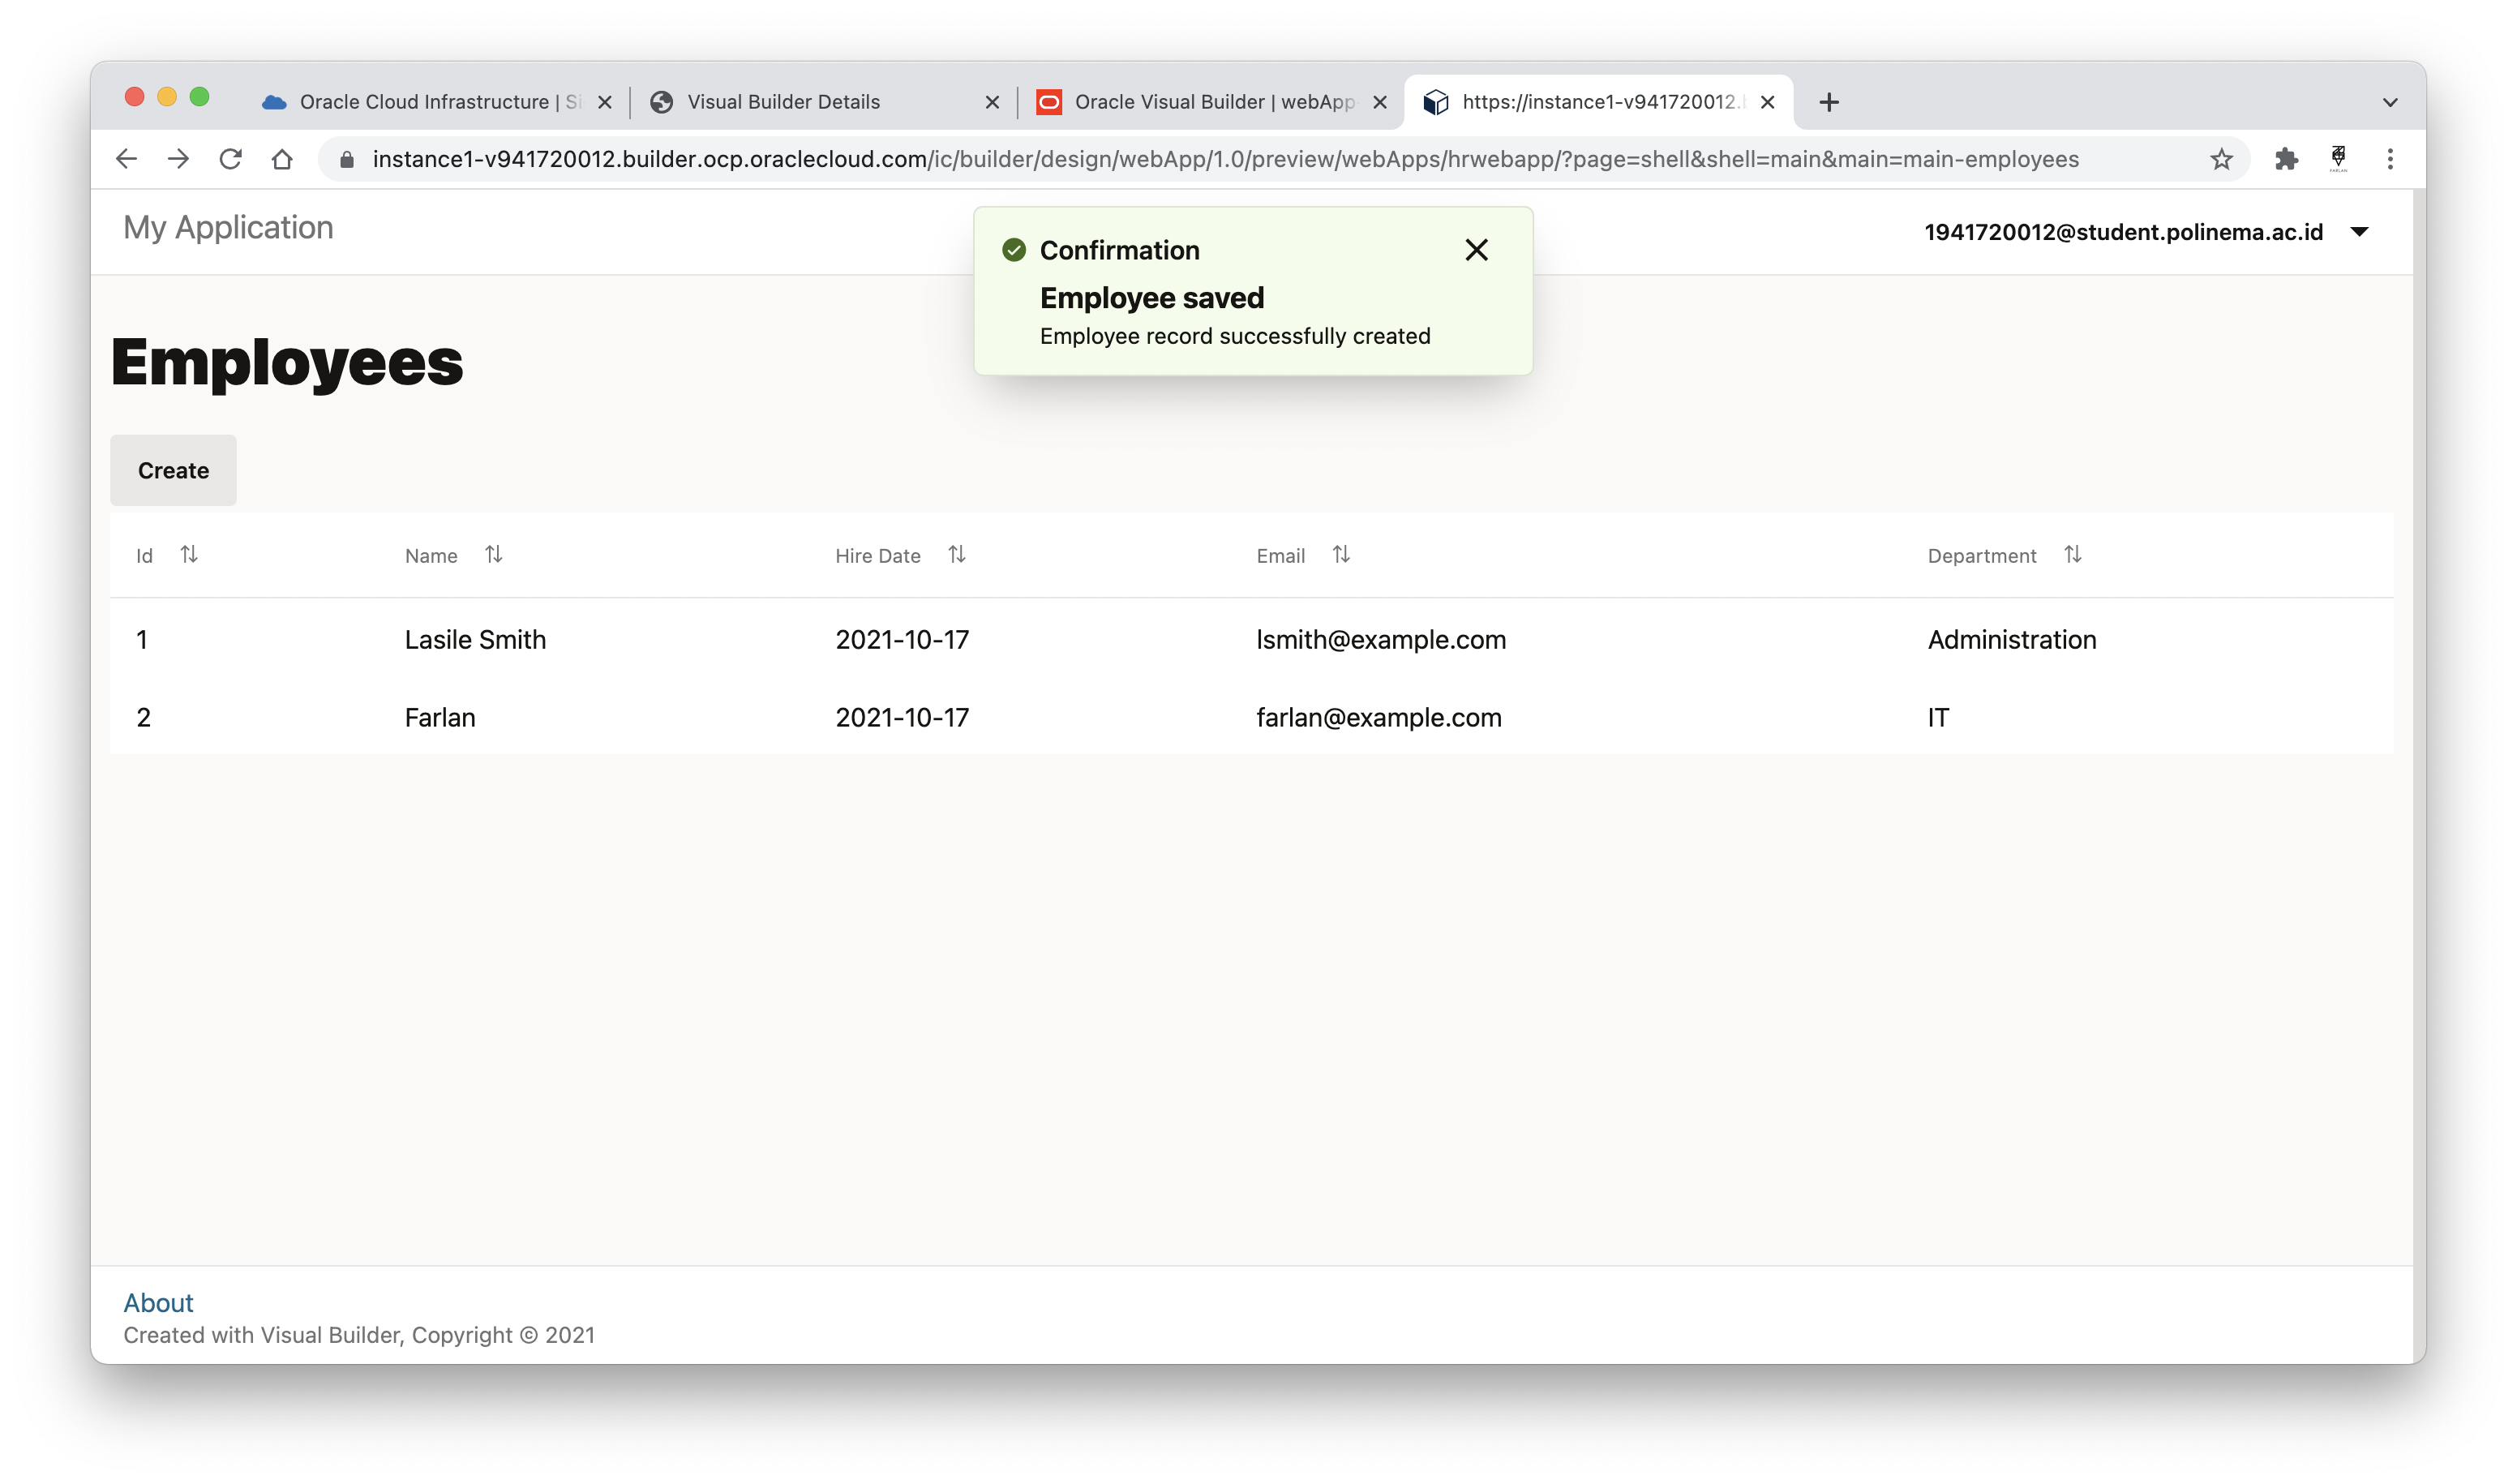 Oracle Cloud Infrastructure | Si
Visual Builder Details
Oracle Visual Builder | webApp
https://instance1-v941720012.
instance1-v941720012.builder.ocp.oraclecloud.com/ic/builder/design/webApp/1.0/preview/webApps/hrwebapp/?page=shell&shell=main&main=main-employees
My Application
1941720012@student.polinema.ac.id
Confirmation
Employee saved
Employee record successfully created
Employees
Create
Id Name Hire Date Email Department
1 Lasile Smith 2021-10-17 lsmith@example.com Administration
2 Farlan 2021-10-17 farlan@example.com IT
About
Created with Visual Builder, Copyright © 2021